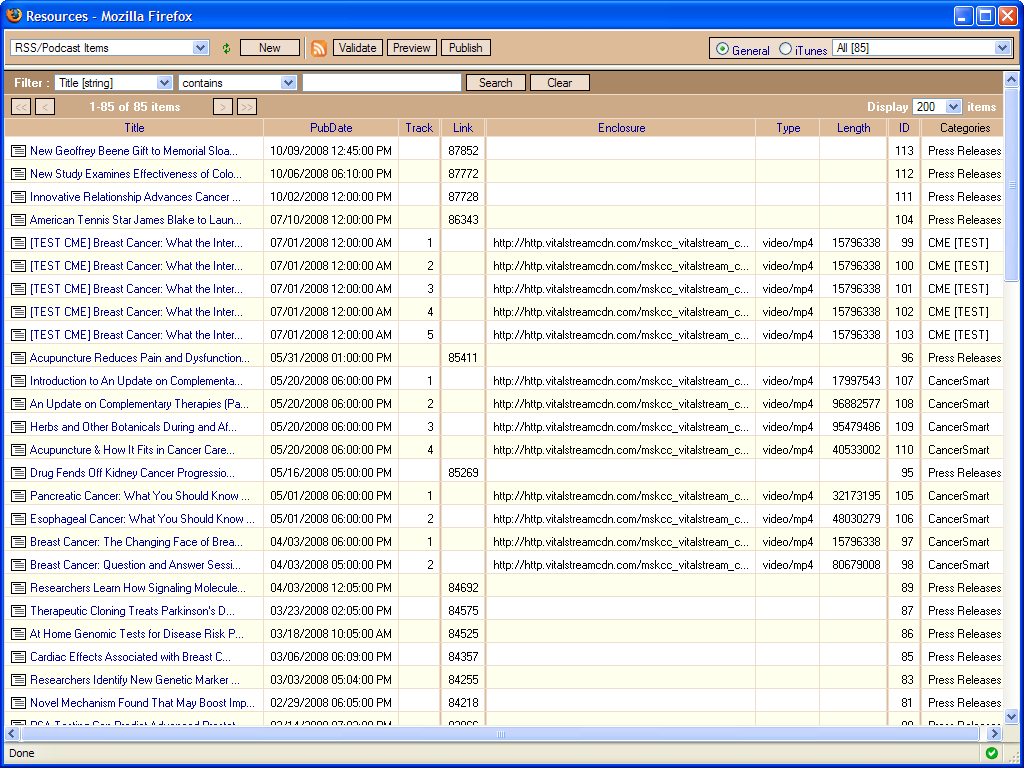 Resources - Mozilla Firefox
RSS/Podcast Items New Validate Preview Publish General iTunes All [85]
Filter : Title [string] contains Search Clear
<< < 1-85 of 85 items > >> Display 200 items
Title PubDate Track Link Enclosure Type Length ID Categories
New Geoffrey Beene Gift to Memorial Sloa... 10/09/2008 12:45:00 PM 87852 113 Press Releases
New Study Examines Effectiveness of Colo... 10/06/2008 06:10:00 PM 87772 112 Press Releases
Innovative Relationship Advances Cancer ... 10/02/2008 12:00:00 PM 87728 111 Press Releases
American Tennis Star James Blake to Laun... 07/10/2008 12:00:00 PM 86343 104 Press Releases
[TEST CME] Breast Cancer: What the Inter... 07/01/2008 12:00:00 AM 1 http://http.vitalstreamcdn.com/mskcc_vitalstream_c... video/mp4 15796338 99 CME [TEST]
[TEST CME] Breast Cancer: What the Inter... 07/01/2008 12:00:00 AM 2 http://http.vitalstreamcdn.com/mskcc_vitalstream_c... video/mp4 15796338 100 CME [TEST]
[TEST CME] Breast Cancer: What the Inter... 07/01/2008 12:00:00 AM 3 http://http.vitalstreamcdn.com/mskcc_vitalstream_c... video/mp4 15796338 101 CME [TEST]
[TEST CME] Breast Cancer: What the Inter... 07/01/2008 12:00:00 AM 4 http://http.vitalstreamcdn.com/mskcc_vitalstream_c... video/mp4 15796338 102 CME [TEST]
[TEST CME] Breast Cancer: What the Inter... 07/01/2008 12:00:00 AM 5 http://http.vitalstreamcdn.com/mskcc_vitalstream_c... video/mp4 15796338 103 CME [TEST]
Acupuncture Reduces Pain and Dysfunction... 05/31/2008 01:00:00 PM 85411 96 Press Releases
Introduction to An Update on Complementa... 05/20/2008 06:00:00 PM 1 http://http.vitalstreamcdn.com/mskcc_vitalstream_c... video/mp4 17997543 107 CancerSmart
An Update on Complementary Therapies (Pa... 05/20/2008 06:00:00 PM 2 http://http.vitalstreamcdn.com/mskcc_vitalstream_c... video/mp4 96882577 108 CancerSmart
Herbs and Other Botanicals During and Af... 05/20/2008 06:00:00 PM 3 http://http.vitalstreamcdn.com/mskcc_vitalstream_c... video/mp4 95479486 109 CancerSmart
Acupuncture & How It Fits in Cancer Care... 05/20/2008 06:00:00 PM 4 http://http.vitalstreamcdn.com/mskcc_vitalstream_c... video/mp4 40533002 110 CancerSmart
Drug Fends Off Kidney Cancer Progressio... 05/16/2008 05:00:00 PM 85269 95 Press Releases
Pancreatic Cancer: What You Should Know ... 05/01/2008 06:00:00 PM 1 http://http.vitalstreamcdn.com/mskcc_vitalstream_c... video/mp4 32173195 105 CancerSmart
Esophageal Cancer: What You Should Know ... 05/01/2008 06:00:00 PM 2 http://http.vitalstreamcdn.com/mskcc_vitalstream_c... video/mp4 48030279 106 CancerSmart
Breast Cancer: The Changing Face of Brea... 04/03/2008 06:00:00 PM 1 http://http.vitalstreamcdn.com/mskcc_vitalstream_c... video/mp4 15796338 97 CancerSmart
Breast Cancer: Question and Answer Sessi... 04/03/2008 05:00:00 PM 2 http://http.vitalstreamcdn.com/mskcc_vitalstream_c... video/mp4 80679008 98 CancerSmart
Researchers Learn How Signaling Molecule... 04/03/2008 12:05:00 PM 84692 89 Press Releases
Therapeutic Cloning Treats Parkinson's D... 03/23/2008 02:05:00 PM 84575 87 Press Releases
At Home Genomic Tests for Disease Risk P... 03/18/2008 10:05:00 AM 84525 86 Press Releases
Cardiac Effects Associated with Breast C... 03/06/2008 06:09:00 PM 84357 85 Press Releases
Researchers Identify New Genetic Marker ... 03/03/2008 05:04:00 PM 84255 83 Press Releases
Novel Mechanism Found That May Boost Imp... 02/29/2008 06:05:00 PM 84218 81 Press Releases
Done